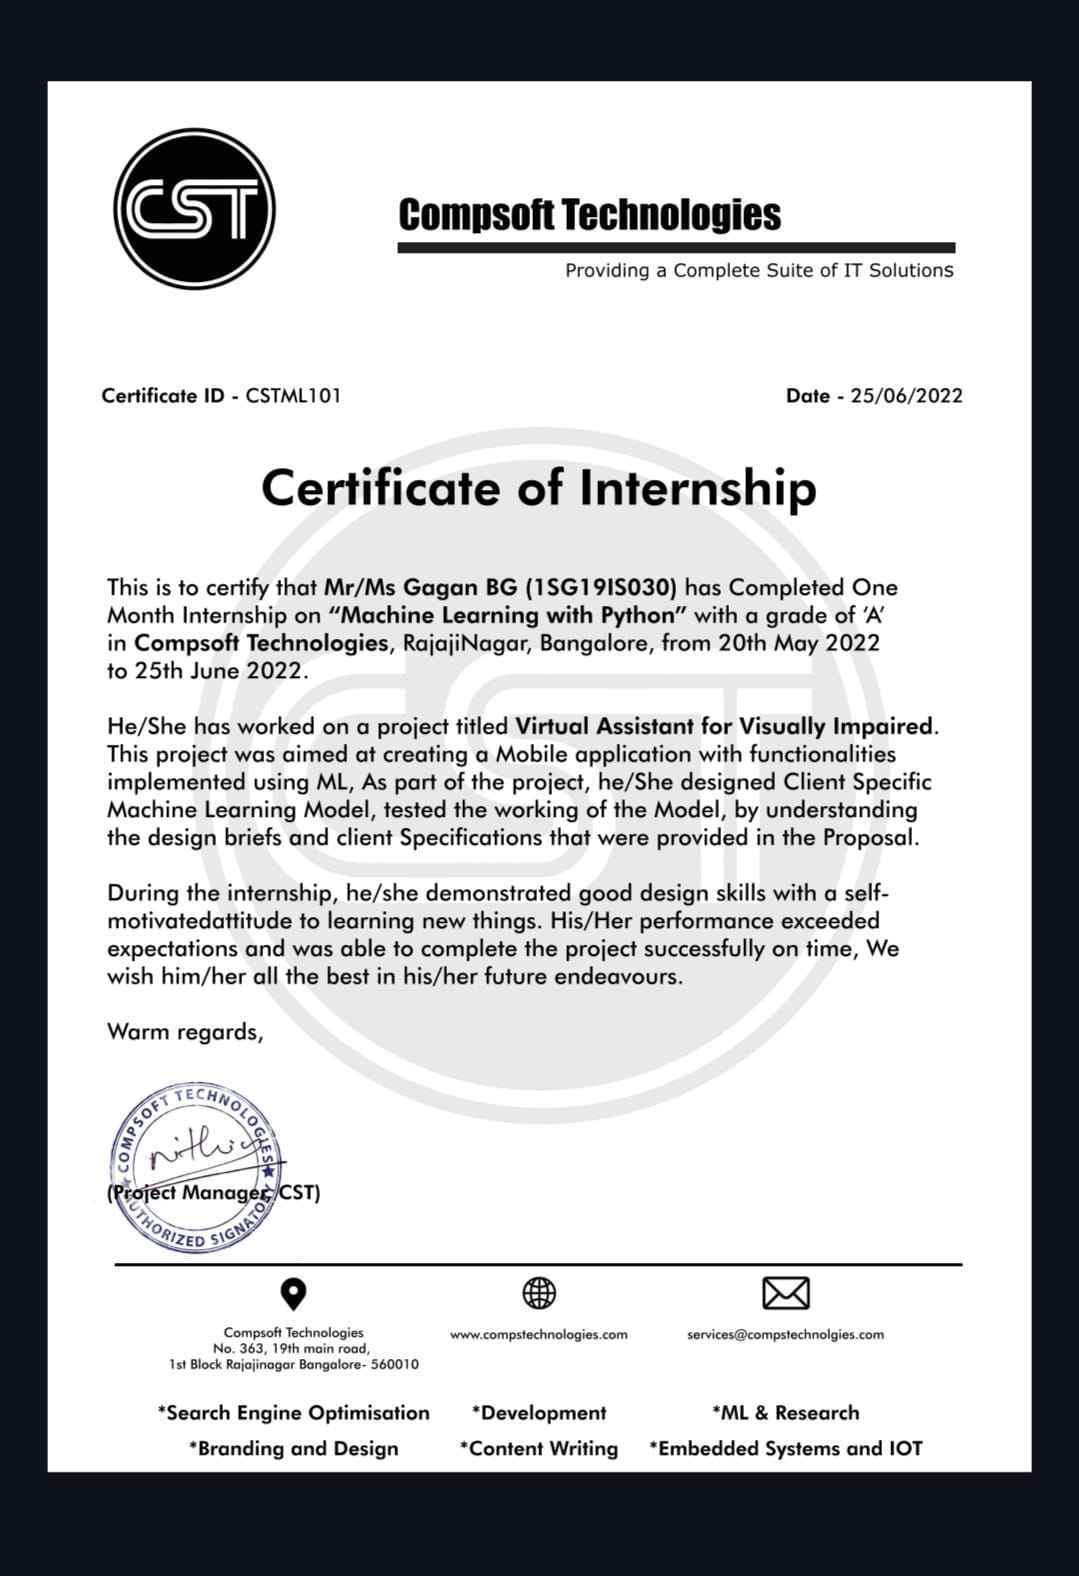 CST
Compsoft Technologies
Providing a Complete Suite of IT Solutions
Certificate ID - CSTML101
Date - 25/06/2022
Certificate of Internship
This is to certify that Mr/Ms Gagan BG (1SG19IS030) has Completed One
Month Internship on “Machine Learning with Python” with a grade of ‘A’
in Compsoft Technologies, RajajiNagar, Bangalore, from 20th May 2022
to 25th June 2022.
He/She has worked on a project titled Virtual Assistant for Visually Impaired.
This project was aimed at creating a Mobile application with functionalities
implemented using ML, As part of the project, he/She designed Client Specific
Machine Learning Model, tested the working of the Model, by understanding
the design briefs and client Specifications that were provided in the Proposal.
During the internship, he/she demonstrated good design skills with a self-
motivatedattitude to learning new things. His/Her performance exceeded
expectations and was able to complete the project successfully on time, We
wish him/her all the best in his/her future endeavours.
Warm regards,
COMPSOFT TECHNOLOGIES
AUTHORIZED SIGNATORY
(Project Manager, CST)
Compsoft Technologies
No. 363, 19th main road,
1st Block Rajajinagar Bangalore- 560010
www.compstechnologies.com
services@compstechnolgies.com
*Search Engine Optimisation
*Development
*ML & Research
*Branding and Design
*Content Writing
*Embedded Systems and IOT